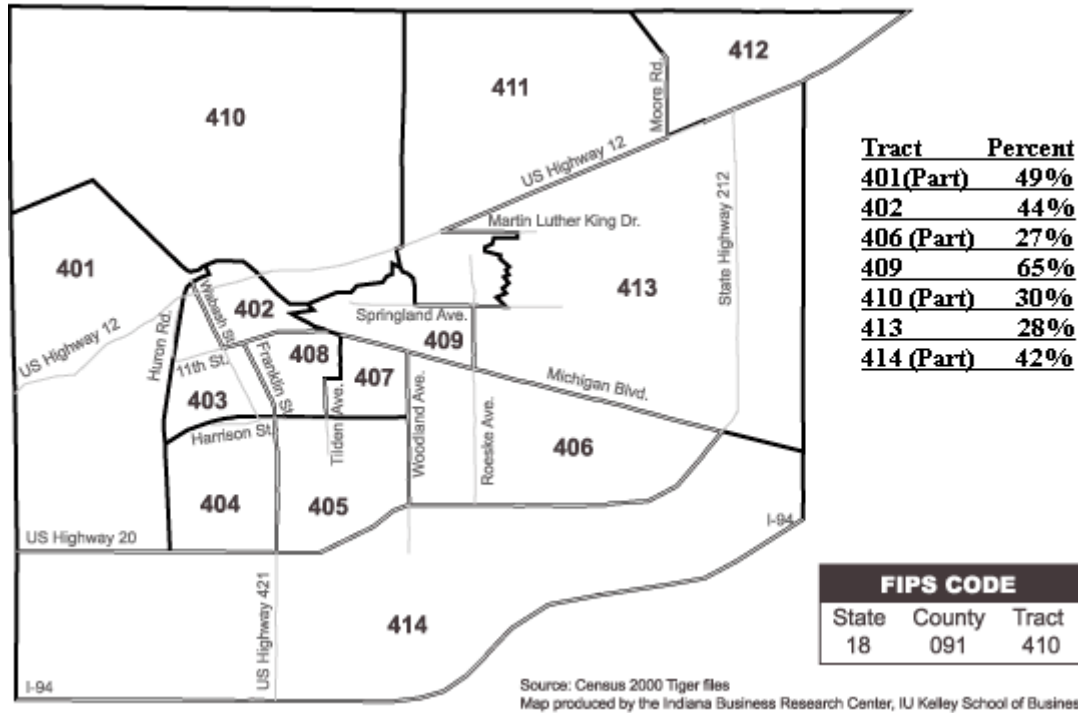 412
411
410
Moore Rd.
US Highway 12
State Highway 212
Martin Luther King Dr.
401
402
413
Wabash St.
Springland Ave.
409
US Highway 12
Huron Rd.
408
11th St.
Franklin St.
407
Michigan Blvd.
403
Tilden Ave.
Woodland Ave.
Roeske Ave.
Harrison St.
406
404
405
US Highway 20
I-94
US Highway 421
414
I-94
Tract Percent
401(Part) 49%
402 44%
406 (Part) 27%
409 65%
410 (Part) 30%
413 28%
414 (Part) 42%
FIPS CODE
State County Tract
18 091 410
Source: Census 2000 Tiger files
Map produced by the Indiana Business Research Center, IU Kelley School of Busines